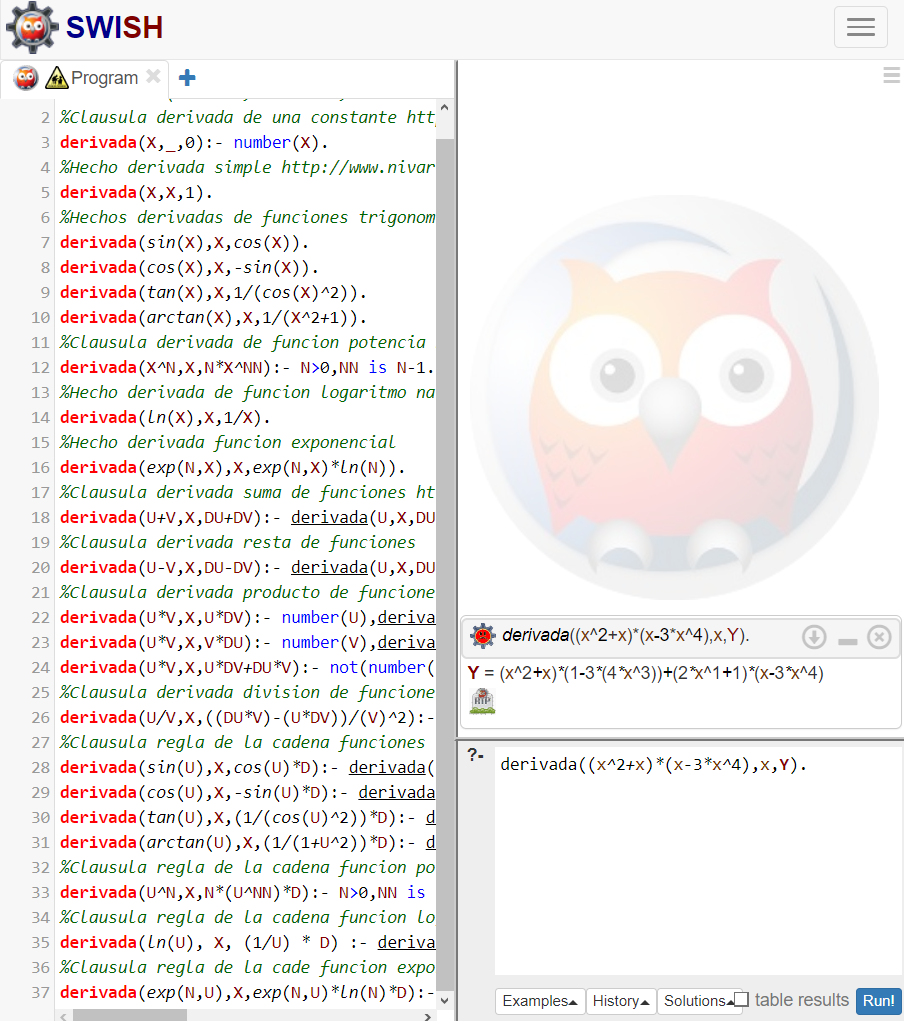 SWISH
Program
2 %Clausula derivada de una constante htt
3 derivada(X,_,0):- number(X).
4 %Hecho derivada simple http://www.nivar
5 derivada(X,X,1).
6 %Hechos derivadas de funciones trigonom
7 derivada(sin(X),X,cos(X)).
8 derivada(cos(X),X,-sin(X)).
9 derivada(tan(X),X,1/(cos(X)^2)).
10 derivada(arctan(X),X,1/(X^2+1)).
11 %Clausula derivada de funcion potencia
12 derivada(X^N,X,N*X^NN):- N>0,NN is N-1.
13 %Hecho derivada de funcion logaritmo na
14 derivada(ln(X),X,1/X).
15 %Hecho derivada funcion exponencial
16 derivada(exp(N,X),X,exp(N,X)*ln(N)).
17 %Clausula derivada suma de funciones ht
18 derivada(U+V,X,DU+DV):- derivada(U,X,DU
19 %Clausula derivada resta de funciones
20 derivada(U-V,X,DU-DV):- derivada(U,X,DU
21 %Clausula derivada producto de funcione
22 derivada(U*V,X,U*DV):- number(U),deriva
23 derivada(U*V,X,V*DU):- number(V),deriva
24 derivada(U*V,X,U*DV+DU*V):- not(number(
25 %Clausula derivada division de funcione
26 derivada(U/V,X,((DU*V)-(U*DV))/(V)^2):-
27 %Clausula regla de la cadena funciones
28 derivada(sin(U),X,cos(U)*D):- derivada(
29 derivada(cos(U),X,-sin(U)*D):- derivada
30 derivada(tan(U),X,(1/(cos(U)^2))*D):- d
31 derivada(arctan(U),X,(1/(1+U^2))*D):- d
32 %Clausula regla de la cadena funcion po
33 derivada(U^N,X,N*(U^NN)*D):- N>0,NN is
34 %Clausula regla de la cadena funcion lo
35 derivada(ln(U), X, (1/U) * D) :- deriva
36 %Clausula regla de la cade funcion expo
37 derivada(exp(N,U),X,exp(N,U)*ln(N)*D):-
derivada((x^2+x)*(x-3*x^4),x,Y).
Y = (x^2+x)*(1-3*(4*x^3))+(2*x^1+1)*(x-3*x^4)
RIP
?- derivada((x^2+x)*(x-3*x^4),x,Y).
Examples History Solutions table results Run!